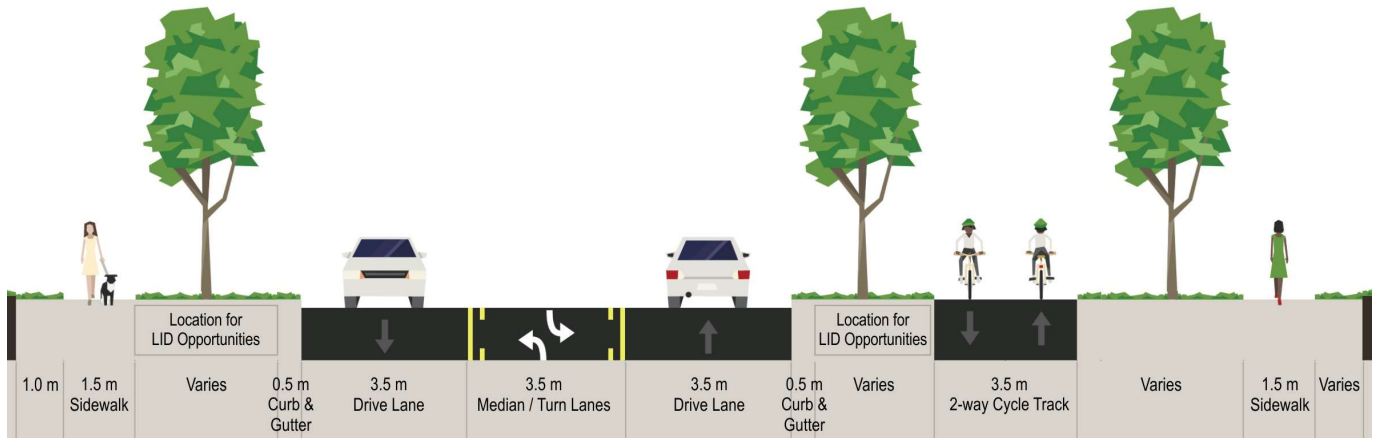 Location for
LID Opportunities
Location for
LID Opportunities
1.0 m
1.5 m
Sidewalk
Varies
0.5 m
Curb &
Gutter
3.5 m
Drive Lane
3.5 m
Median / Turn Lanes
3.5 m
Drive Lane
0.5 m
Curb &
Gutter
Varies
3.5 m
2-way Cycle Track
Varies
1.5 m
Sidewalk
Varies